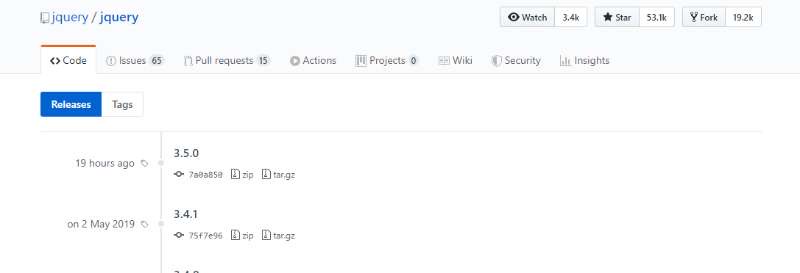 jquery / jquery Watch 3.4k Star 53.1k Fork 19.2k
Code Issues 65 Pull requests 15 Actions Projects 0 Wiki Security Insights
Releases Tags
3.5.0
19 hours ago
7a0a850 zip tar.gz
3.4.1
on 2 May 2019
75f7e96 zip tar.gz